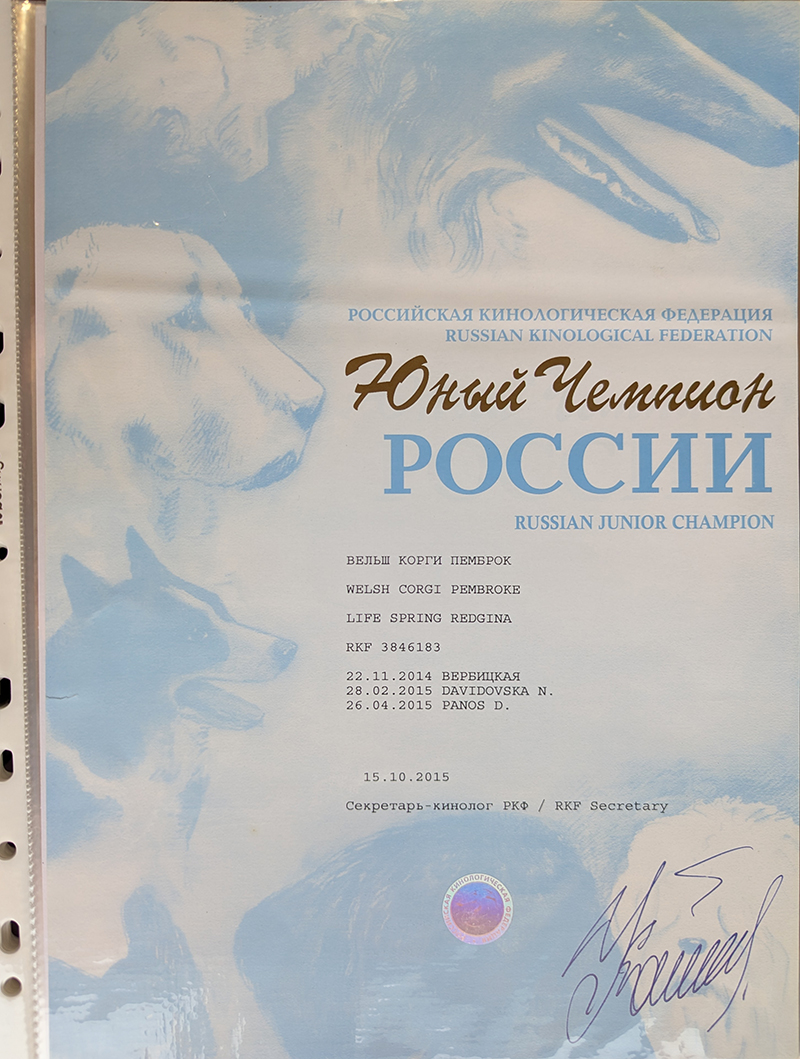 РОССИЙСКАЯ КИНОЛОГИЧЕСКАЯ ФЕДЕРАЦИЯ
RUSSIAN KINOLOGICAL FEDERATION
Юный Чемпион
РОССИИ
RUSSIAN JUNIOR CHAMPION
ВЕЛЬШ КОРГИ ПЕМБРОК
WELSH CORGI PEMBROKE
LIFE SPRING REDGINA
RKF 3846183
22.11.2014 ВЕРБИЦКАЯ
28.02.2015 DAVIDOVSKA N.
26.04.2015 PANOS D.
15.10.2015
Секретарь-кинолог РКФ / RKF Secretary
КИНОЛОГИЧЕСКАЯ